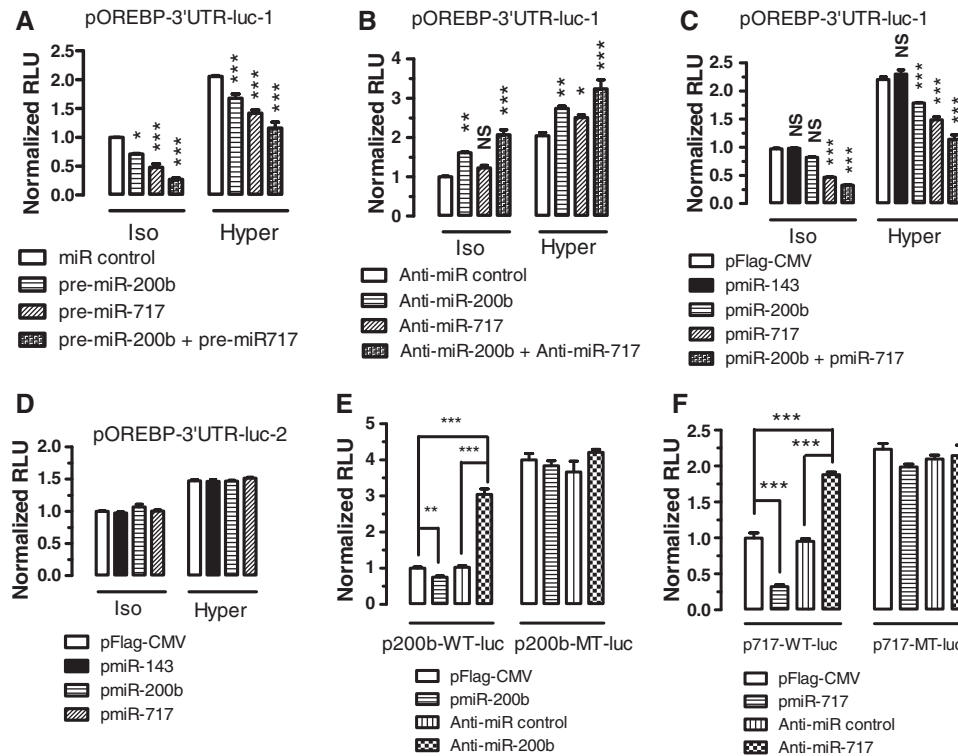 A
pOREBP-3'UTR-luc-1
Normalized RLU
2.5
2.0
1.5
1.0
0.5
0.0
* *** ***
*** *** ***
Iso Hyper
miR control
pre-miR-200b
pre-miR-717
pre-miR-200b + pre-miR717
B
pOREBP-3'UTR-luc-1
Normalized RLU
4
3
2
1
0
** NS ***
** * ***
Iso Hyper
Anti-miR control
Anti-miR-200b
Anti-miR-717
Anti-miR-200b + Anti-miR-717
C
pOREBP-3'UTR-luc-1
Normalized RLU
2.5
2.0
1.5
1.0
0.5
0.0
NS NS *** ***
NS *** *** ***
Iso Hyper
pFlag-CMV
pmiR-143
pmiR-200b
pmiR-717
pmiR-200b + pmiR-717
D
pOREBP-3'UTR-luc-2
Normalized RLU
2.0
1.5
1.0
0.5
0.0
Iso Hyper
pFlag-CMV
pmiR-143
pmiR-200b
pmiR-717
E
Normalized RLU
5
4
3
2
1
0
***
***
**
p200b-WT-luc p200b-MT-luc
pFlag-CMV
pmiR-200b
Anti-miR control
Anti-miR-200b
F
Normalized RLU
2.5
2.0
1.5
1.0
0.5
0.0
***
***
***
p717-WT-luc p717-MT-luc
pFlag-CMV
pmiR-717
Anti-miR control
Anti-miR-717